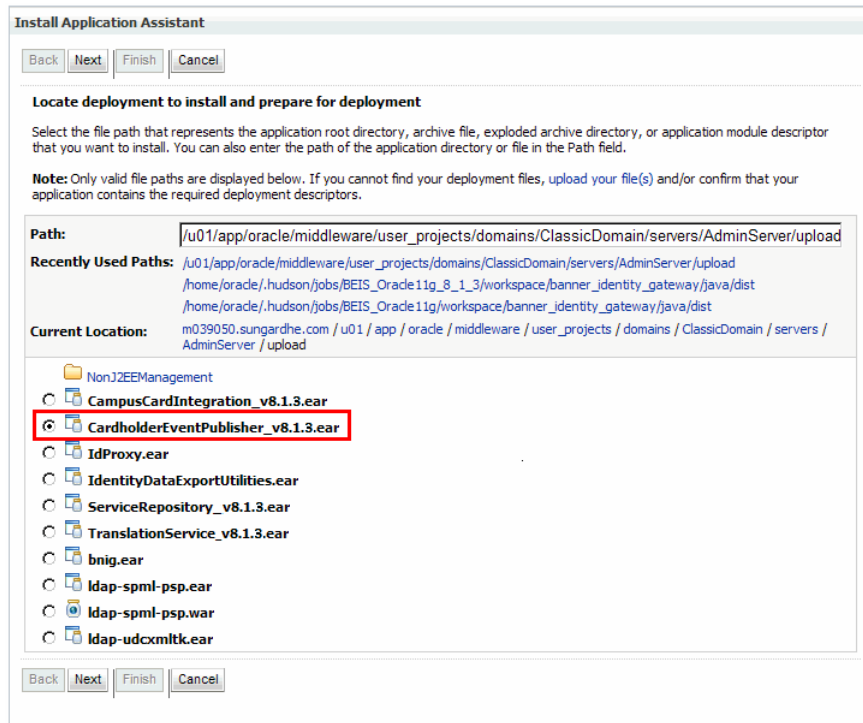 Install Application Assistant
Back Next Finish Cancel
Locate deployment to install and prepare for deployment
Select the file path that represents the application root directory, archive file, exploded archive directory, or application module descriptor
that you want to install. You can also enter the path of the application directory or file in the Path field.
Note: Only valid file paths are displayed below. If you cannot find your deployment files, upload your file(s) and/or confirm that your
application contains the required deployment descriptors.
Path: /u01/app/oracle/middleware/user_projects/domains/ClassicDomain/servers/AdminServer/upload
Recently Used Paths: /u01/app/oracle/middleware/user_projects/domains/ClassicDomain/servers/AdminServer/upload
/home/oracle/.hudson/jobs/BEIS_Oracle11g_8_1_3/workspace/banner_identity_gateway/java/dist
/home/oracle/.hudson/jobs/BEIS_Oracle11g/workspace/banner_identity_gateway/java/dist
Current Location: m039050.sungardhe.com / u01 / app / oracle / middleware / user_projects / domains / ClassicDomain / servers /
AdminServer / upload
NonJ2EEManagement
CampusCardIntegration_v8.1.3.ear
CardholderEventPublisher_v8.1.3.ear
IdProxy.ear
IdentityDataExportUtilities.ear
ServiceRepository_v8.1.3.ear
TranslationService_v8.1.3.ear
bnig.ear
ldap-spml-psp.ear
ldap-spml-psp.war
ldap-udcxmltk.ear
Back Next Finish Cancel